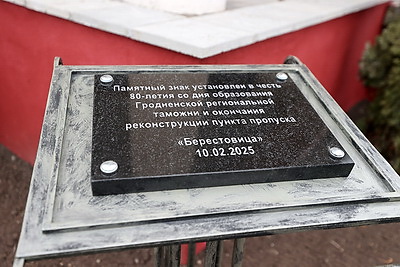 Памятный знак установлен в честь
80-летия со дня образования
Гродненской региональной
таможни и окончания
реконструкции пункта пропуска
«Берестовица»
10.02.2025